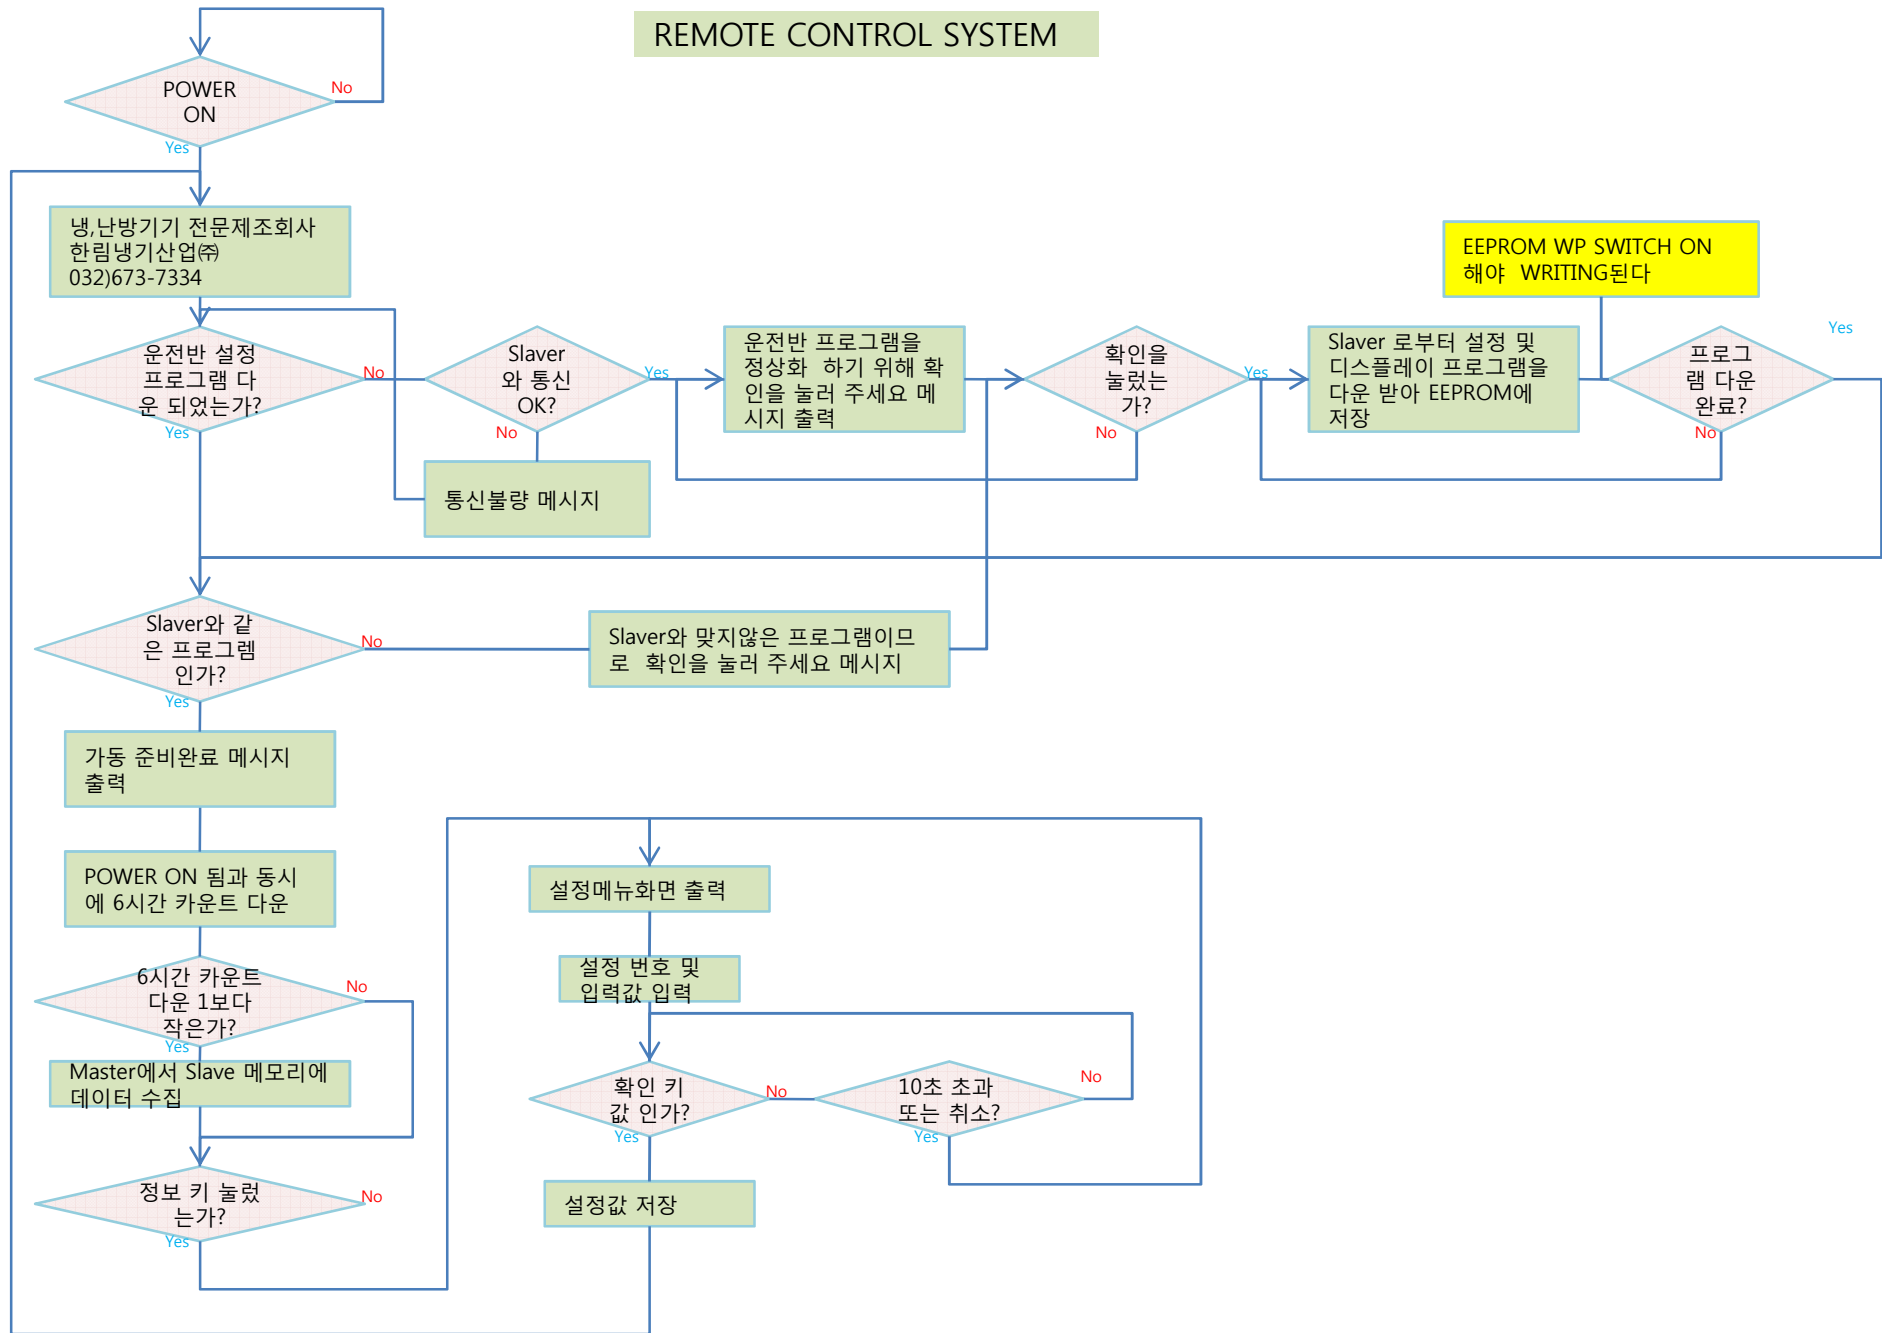 REMOTE CONTROL SYSTEM
POWER
ON
No
Yes
냉,난방기기 전문제조회사
한림냉기산업㈜
032)673-7334
운전반 설정
프로그램 다
운 되었는가?
No
Yes
Slaver
와 통신
OK?
Yes
No
통신불량 메시지
운전반 프로그램을
정상화  하기 위해 확
인을 눌러 주세요 메
시지 출력
확인을
눌렀는
가?
Yes
No
EEPROM WP SWITCH ON
해야  WRITING된다
Slaver 로부터 설정 및
디스플레이 프로그램을
다운 받아 EEPROM에
저장
프로그
램 다운
완료?
Yes
No
Slaver와 같
은 프로그렘
인가?
No
Yes
Slaver와 맞지않은 프로그램이므
로  확인을 눌러 주세요 메시지
가동 준비완료 메시지
출력
POWER ON 됨과 동시
에 6시간 카운트 다운
6시간 카운트
다운 1보다
작은가?
No
Yes
Master에서 Slave 메모리에
데이터 수집
정보 키 눌렀
는가?
No
Yes
설정메뉴화면 출력
설정 번호 및
입력값 입력
확인 키
값 인가?
No
Yes
10초 초과
또는 취소?
No
Yes
설정값 저장